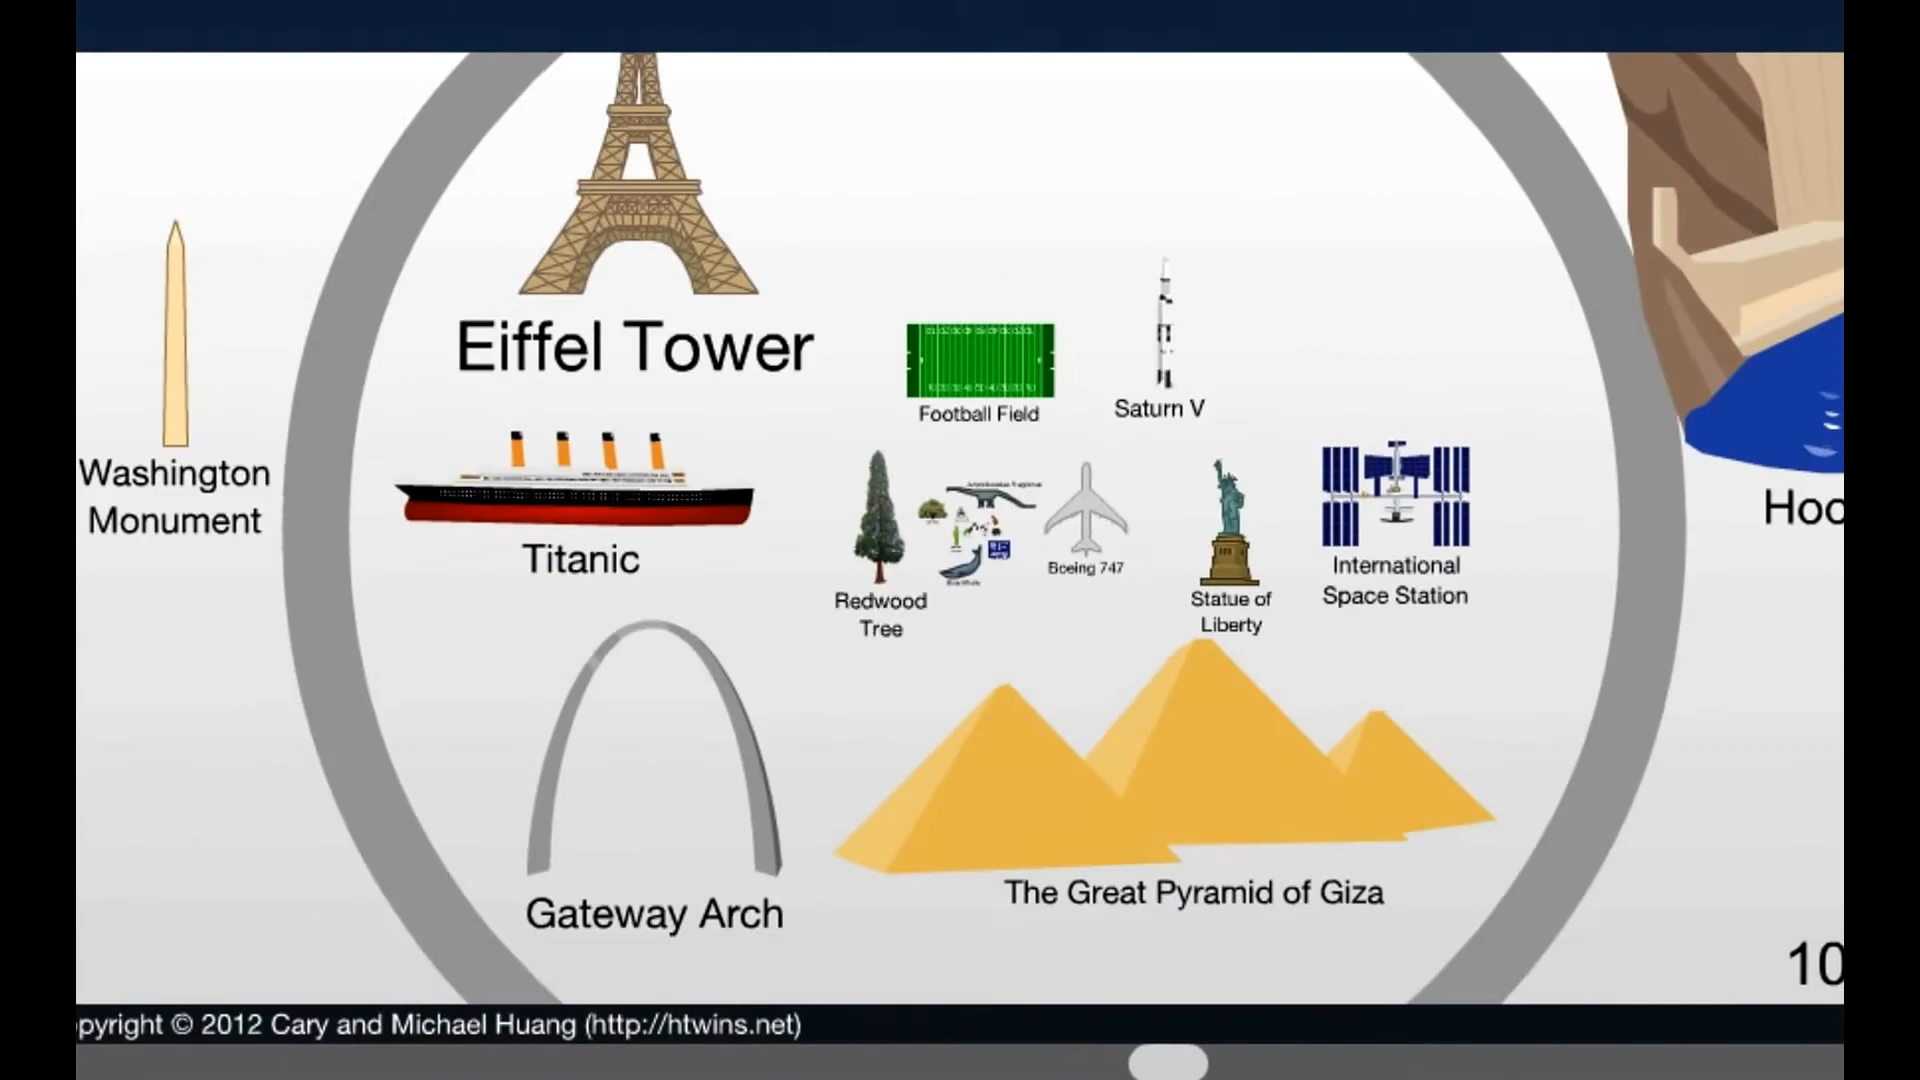 Eiffel Tower
Football Field
Saturn V
Washington
Monument
Titanic
Boeing 747
Redwood
Tree
Statue of
Liberty
International
Space Station
Hoo
Gateway Arch
The Great Pyramid of Giza
10
pyright © 2012 Cary and Michael Huang (http://htwins.net)